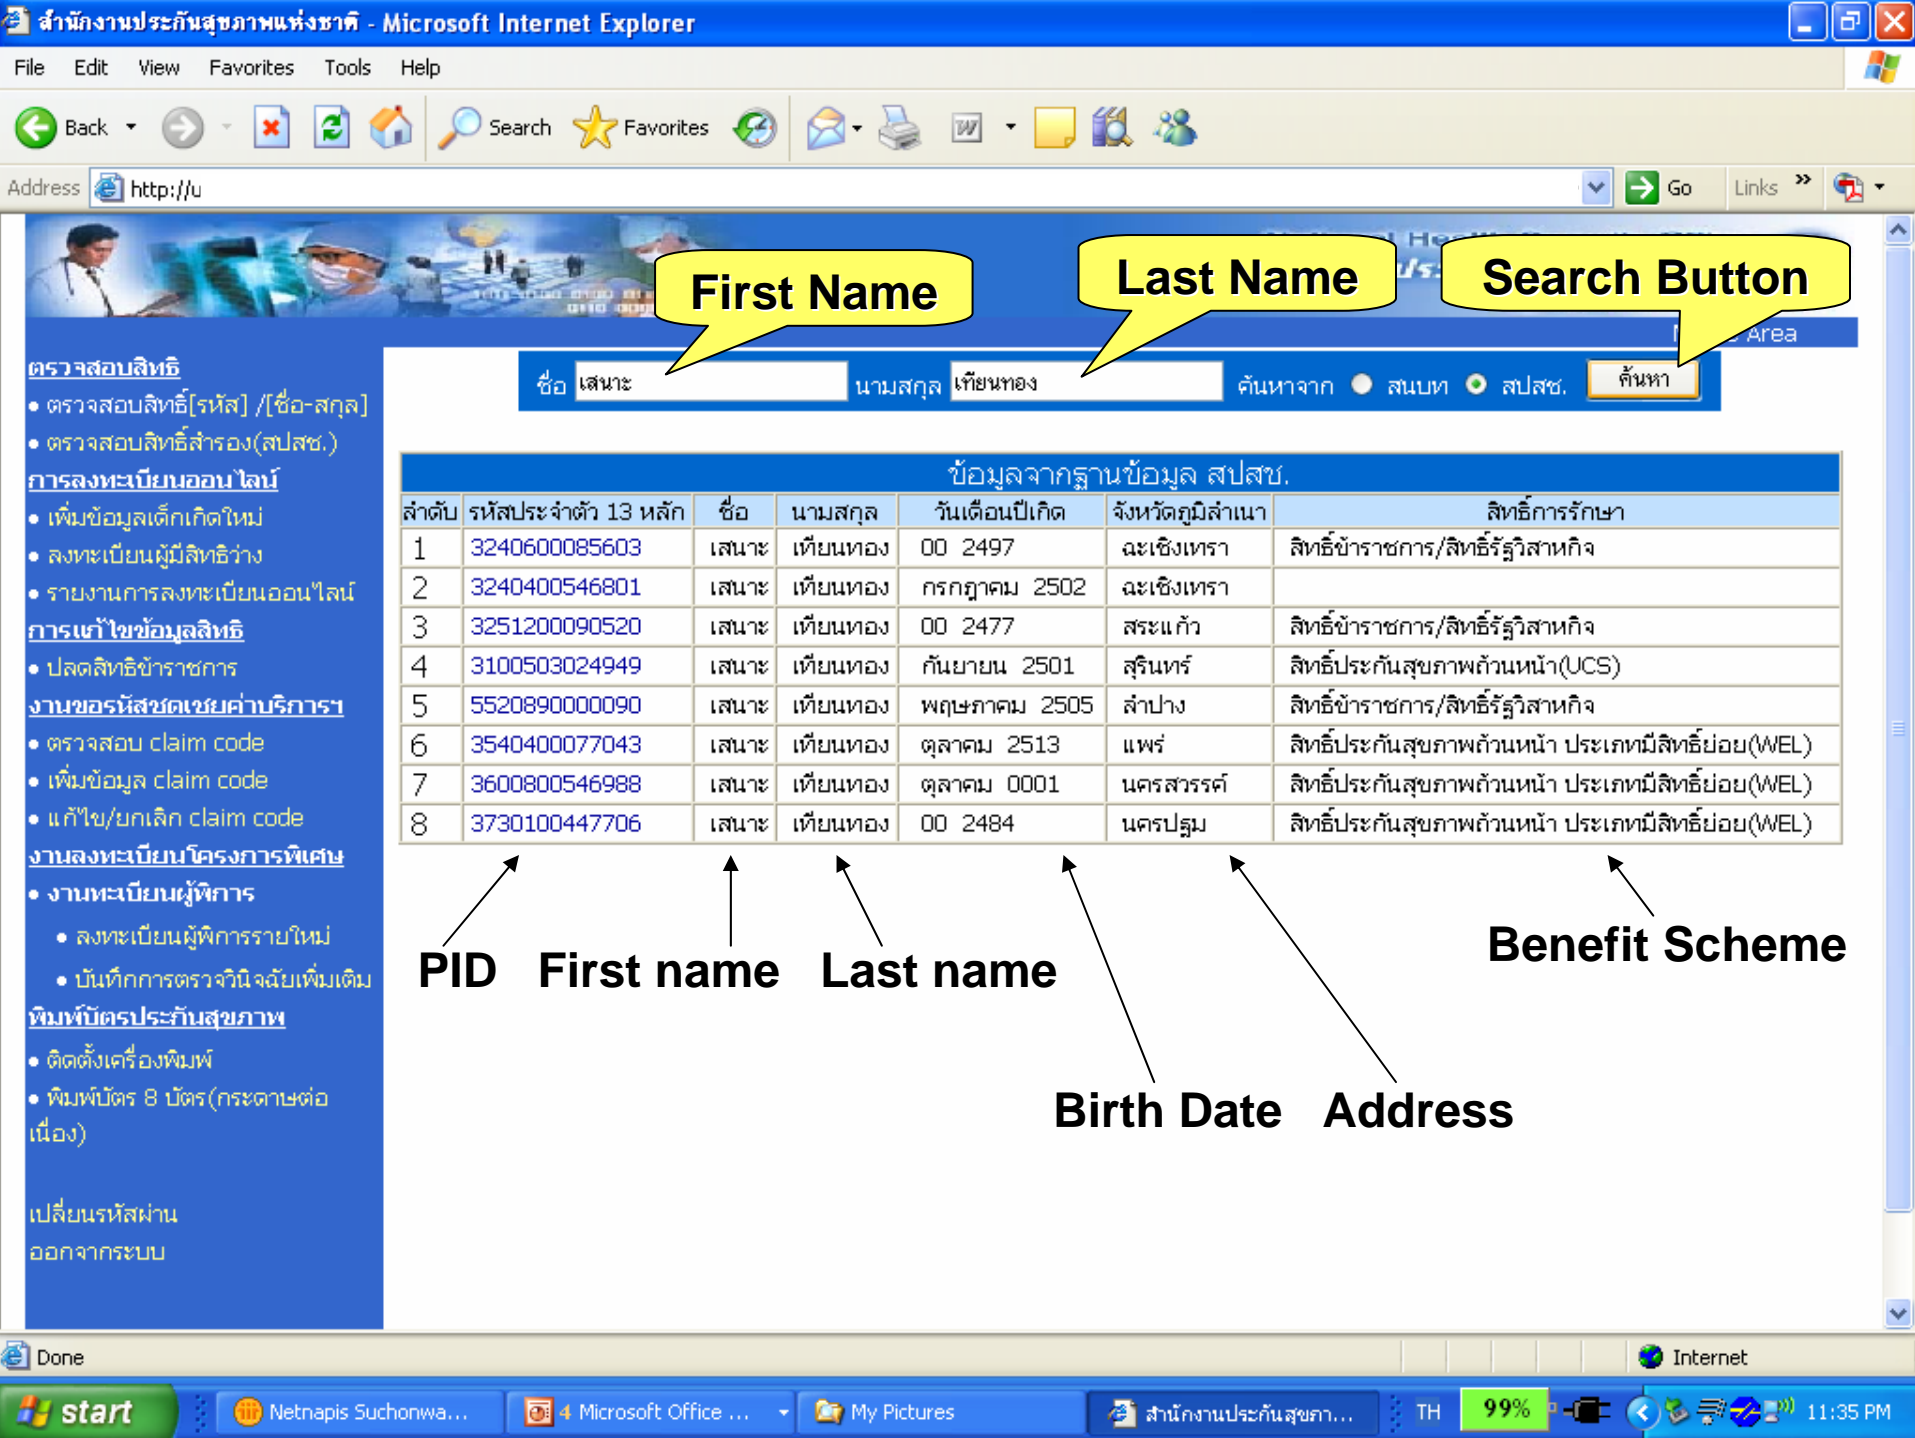 สำนักงานประกันสุขภาพแห่งชาติ - Microsoft Internet Explorer
File Edit View Favorites Tools Help
Back Search Favorites
Address http://u Go Links
First Name Last Name Search Button
Area
ชื่อ เสนาะ นามสกุล เทียนทอง ค้นหาจาก สนบท สปสช. ค้นหา
ตรวจสอบสิทธิ
• ตรวจสอบสิทธิ์[รหัส] /[ชื่อ-สกุล]
• ตรวจสอบสิทธิ์สำรอง(สปสช.)
การลงทะเบียนออนไลน์
• เพิ่มข้อมูลเด็กเกิดใหม่
• ลงทะเบียนผู้มีสิทธิว่าง
• รายงานการลงทะเบียนออนไลน์
การแก้ไขข้อมูลสิทธิ
• ปลดสิทธิข้าราชการ
งานขอรหัสชดเชยค่าบริการฯ
• ตรวจสอบ claim code
• เพิ่มข้อมูล claim code
• แก้ไข/ยกเลิก claim code
งานลงทะเบียนโครงการพิเศษ
• งานทะเบียนผู้พิการ
• ลงทะเบียนผู้พิการรายใหม่
• บันทึกการตรวจวินิจฉัยเพิ่มเติม
พิมพ์บัตรประกันสุขภาพ
• ติดตั้งเครื่องพิมพ์
• พิมพ์บัตร 8 บัตร(กระดาษต่อ
เนื่อง)
เปลี่ยนรหัสผ่าน
ออกจากระบบ
ข้อมูลจากฐานข้อมูล สปสช.
ลำดับ รหัสประจำตัว 13 หลัก ชื่อ นามสกุล วันเดือนปีเกิด จังหวัดภูมิลำเนา สิทธิ์การรักษา
1 3240600085603 เสนาะ เทียนทอง 00 2497 ฉะเชิงเทรา สิทธิ์ข้าราชการ/สิทธิ์รัฐวิสาหกิจ
2 3240400546801 เสนาะ เทียนทอง กรกฎาคม 2502 ฉะเชิงเทรา
3 3251200090520 เสนาะ เทียนทอง 00 2477 สระแก้ว สิทธิ์ข้าราชการ/สิทธิ์รัฐวิสาหกิจ
4 3100503024949 เสนาะ เทียนทอง กันยายน 2501 สุรินทร์ สิทธิ์ประกันสุขภาพถ้วนหน้า(UCS)
5 5520890000090 เสนาะ เทียนทอง พฤษภาคม 2505 ลำปาง สิทธิ์ข้าราชการ/สิทธิ์รัฐวิสาหกิจ
6 3540400077043 เสนาะ เทียนทอง ตุลาคม 2513 แพร่ สิทธิ์ประกันสุขภาพถ้วนหน้า ประเภทมีสิทธิ์ย่อย(WEL)
7 3600800546988 เสนาะ เทียนทอง ตุลาคม 0001 นครสวรรค์ สิทธิ์ประกันสุขภาพถ้วนหน้า ประเภทมีสิทธิ์ย่อย(WEL)
8 3730100447706 เสนาะ เทียนทอง 00 2484 นครปฐม สิทธิ์ประกันสุขภาพถ้วนหน้า ประเภทมีสิทธิ์ย่อย(WEL)
PID First name Last name Benefit Scheme
Birth Date Address
Done Internet
start Netnapis Suchonwa... 4 Microsoft Office ... My Pictures สำนักงานประกันสุขภา... TH 99% 11:35 PM